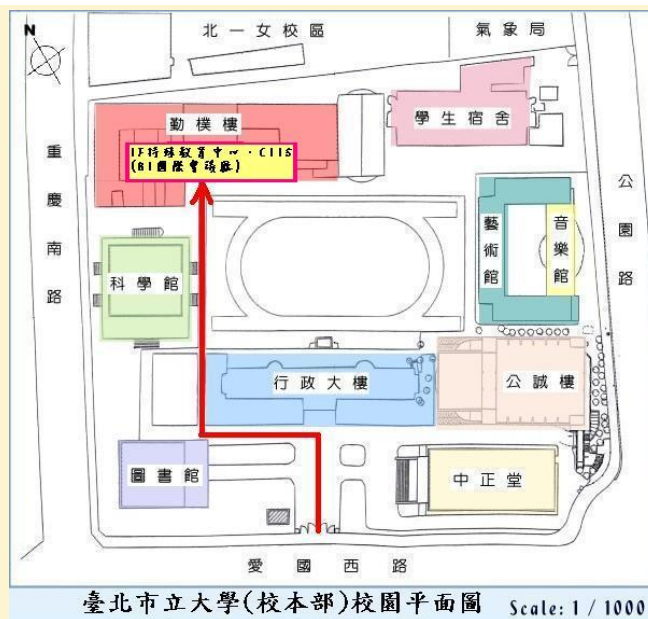 N
北一女校區
氣象局
勤樸樓
1F特殊教育中心．C115
(B1國際會議廳)
學生宿舍
重慶南路
公園路
藝術館
音樂館
科學館
行政大樓
公誠樓
圖書館
中正堂
愛國西路
臺北市立大學(校本部)校園平面圖
Scale: 1 / 1000